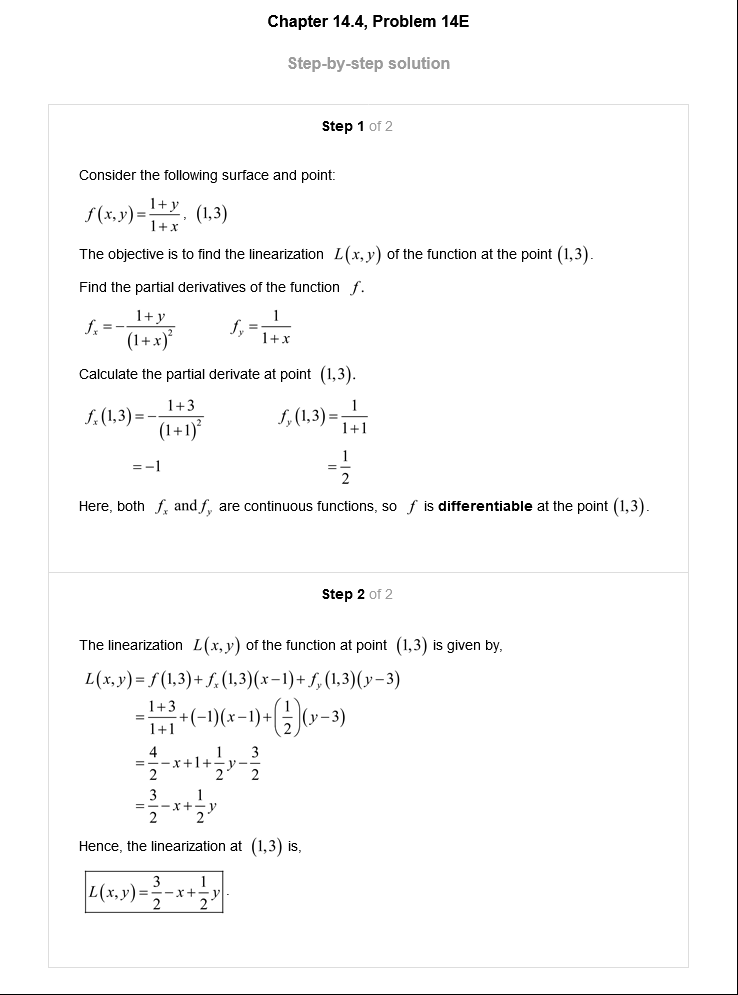 Chapter 14.4, Problem 14E
Step-by-step solution
Step 1 of 2
Consider the following surface and point:
f(x,y)=\frac{1+y}{1+x}, (1,3)
The objective is to find the linearization L(x,y) of the function at the point (1,3).
Find the partial derivatives of the function f.
f_x=-\frac{1+y}{(1+x)^2} f_y=\frac{1}{1+x}
Calculate the partial derivate at point (1,3).
f_x(1,3)=-\frac{1+3}{(1+1)^2} f_y(1,3)=\frac{1}{1+1}
=-1 =\frac{1}{2}
Here, both f_x and f_y are continuous functions, so f is differentiable at the point (1,3).
Step 2 of 2
The linearization L(x,y) of the function at point (1,3) is given by,
L(x,y)=f(1,3)+f_x(1,3)(x-1)+f_y(1,3)(y-3)
=\frac{1+3}{1+1}+(-1)(x-1)+\left(\frac{1}{2}\right)(y-3)
=\frac{4}{2}-x+1+\frac{1}{2}y-\frac{3}{2}
=\frac{3}{2}-x+\frac{1}{2}y
Hence, the linearization at (1,3) is,
L(x,y)=\frac{3}{2}-x+\frac{1}{2}y.